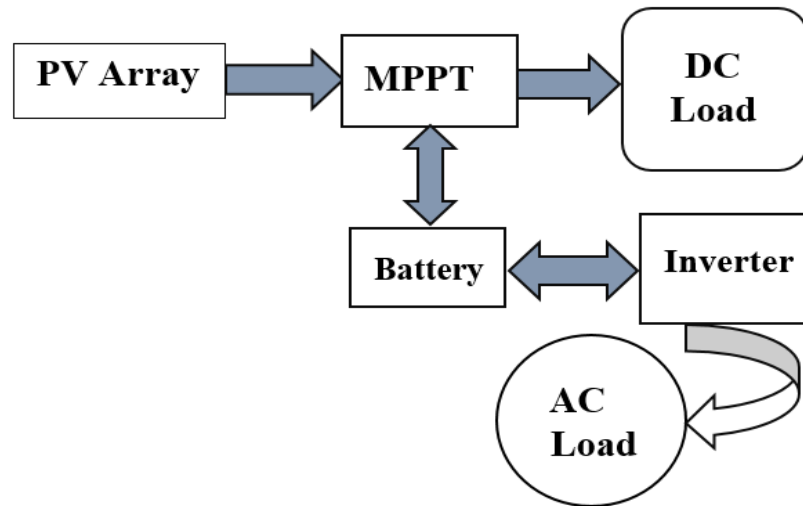 PV Array
MPPT
DC
Load
Battery
Inverter
AC
Load